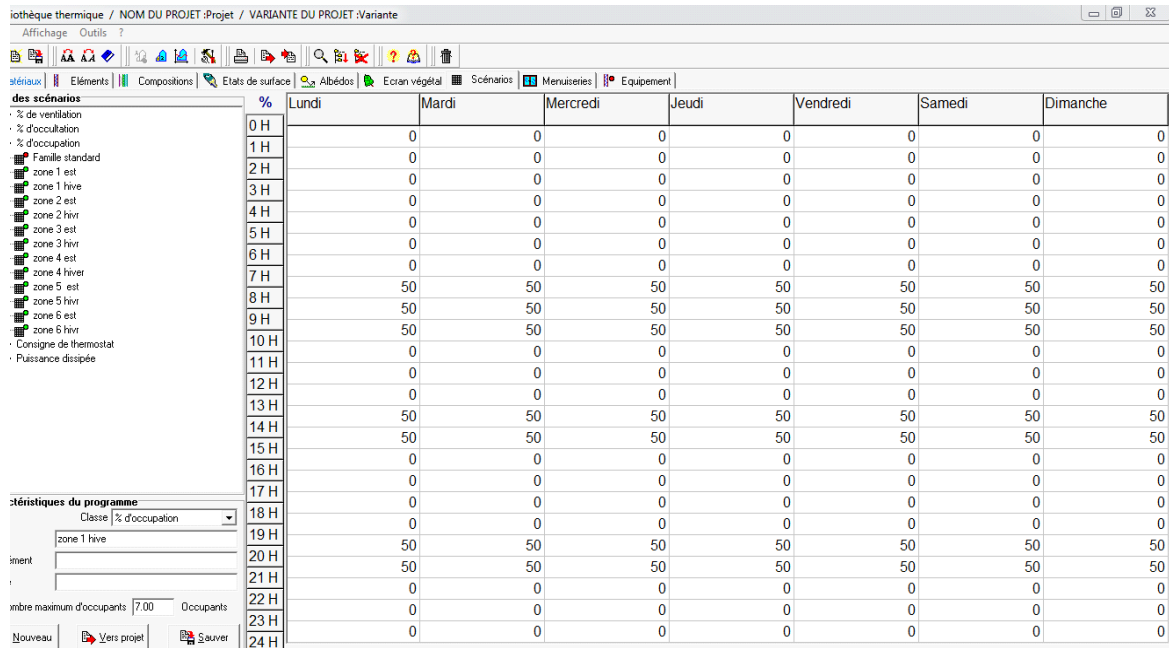 iothèque thermique / NOM DU PROJET :Projet / VARIANTE DU PROJET :Variante
Affichage Outils ?
atériaux Eléments Compositions Etats de surface Albédos Ecran végétal Scénarios Menuiseries Equipement
des scénarios
% de ventilation
% d'occultation
% d'occupation
Famille standard
zone 1 est
zone 1 hive
zone 2 est
zone 2 hivr
zone 3 est
zone 3 hivr
zone 4 est
zone 4 hiver
zone 5 est
zone 5 hivr
zone 6 est
zone 6 hivr
Consigne de thermostat
Puissance dissipée
ctéristiques du programme
Classe % d'occupation
zone 1 hive
ément
ombre maximum d'occupants 7.00 Occupants
Nouveau Vers projet Sauver
% Lundi Mardi Mercredi Jeudi Vendredi Samedi Dimanche
0 H
0 0 0 0 0 0 0
1 H
0 0 0 0 0 0 0
2 H
0 0 0 0 0 0 0
3 H
0 0 0 0 0 0 0
4 H
0 0 0 0 0 0 0
5 H
0 0 0 0 0 0 0
6 H
0 0 0 0 0 0 0
7 H
50 50 50 50 50 50 50
8 H
50 50 50 50 50 50 50
9 H
50 50 50 50 50 50 50
10 H
0 0 0 0 0 0 0
11 H
0 0 0 0 0 0 0
12 H
0 0 0 0 0 0 0
13 H
50 50 50 50 50 50 50
14 H
50 50 50 50 50 50 50
15 H
0 0 0 0 0 0 0
16 H
0 0 0 0 0 0 0
17 H
0 0 0 0 0 0 0
18 H
0 0 0 0 0 0 0
19 H
50 50 50 50 50 50 50
20 H
50 50 50 50 50 50 50
21 H
0 0 0 0 0 0 0
22 H
0 0 0 0 0 0 0
23 H
0 0 0 0 0 0 0
24 H